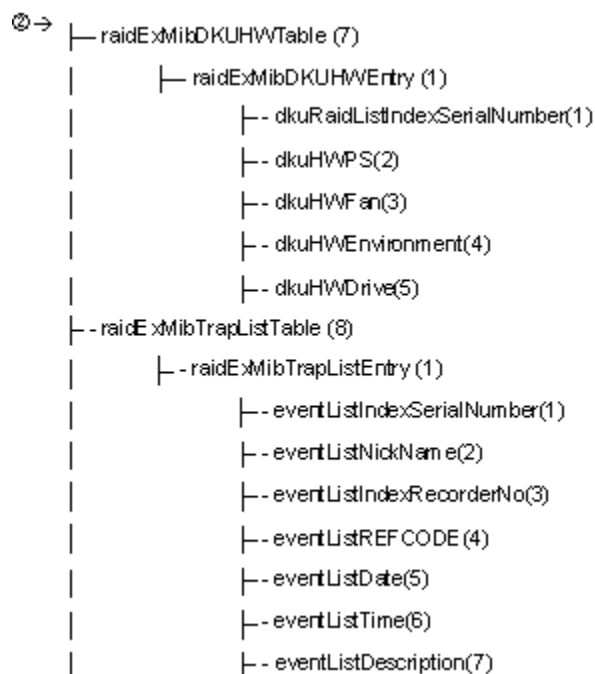 ②→ raidExMibDKUHWTable (7)
raidExMibDKUHWEntry (1)
dkuRaidListIndexSerialNumber(1)
dkuHWPS(2)
dkuHWFan(3)
dkuHWEnvironment(4)
dkuHWDrive(5)
raidExMibTrapListTable (8)
raidExMibTrapListEntry (1)
eventListIndexSerialNumber(1)
eventListNickName(2)
eventListIndexRecorderNo(3)
eventListREFCODE(4)
eventListDate(5)
eventListTime(6)
eventListDescription(7)